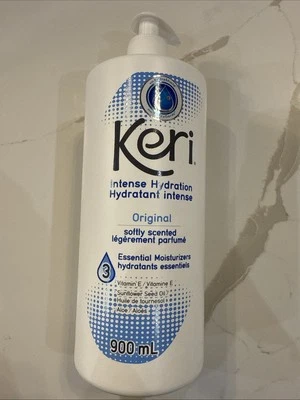 Keri
Intense Hydration
Hydratant intense
Original
softly scented
légèrement parfumé
3
Essential Moisturizers
hydratants essentiels
Vitamin E / Vitamine E
Sunflower Seed Oil /
Huile de tournesol
Aloe / Aloès
900 mL